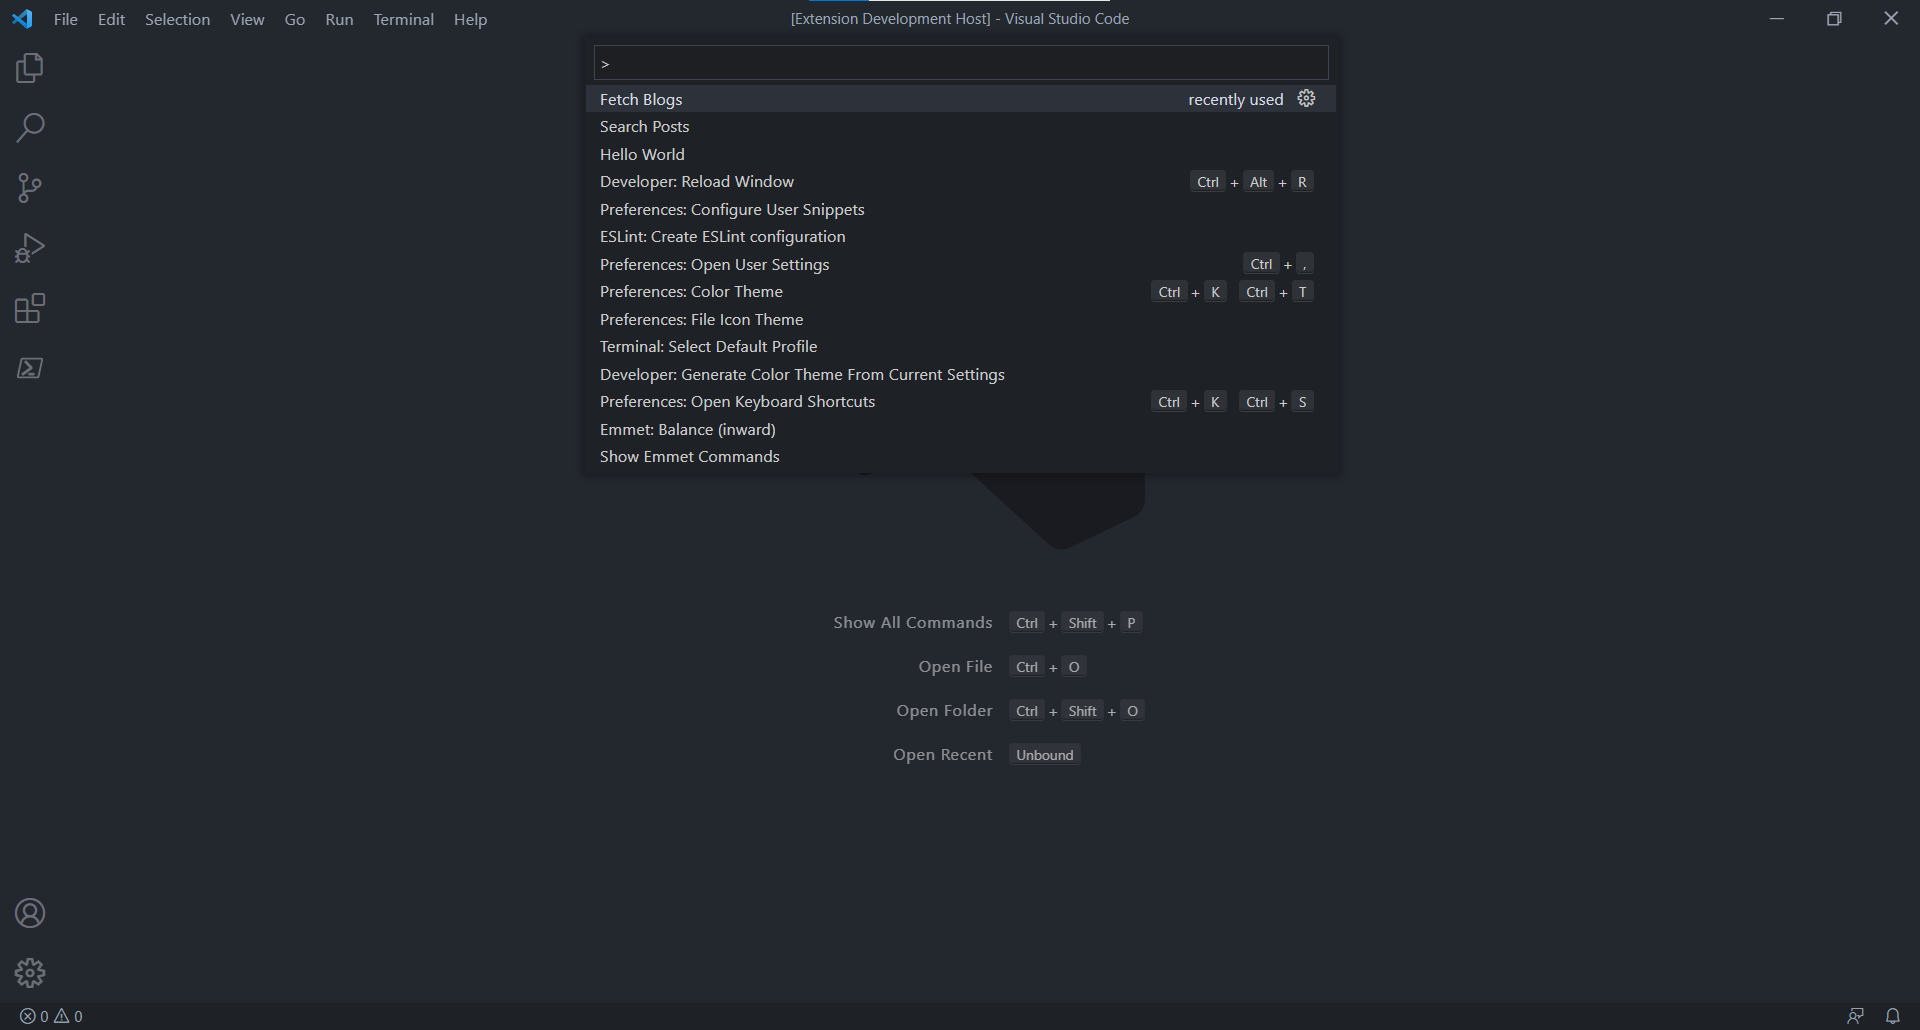 File Edit Selection View Go Run Terminal Help [Extension Development Host] - Visual Studio Code
>
Fetch Blogs recently used
Search Posts
Hello World
Developer: Reload Window Ctrl + Alt + R
Preferences: Configure User Snippets
ESLint: Create ESLint configuration
Preferences: Open User Settings Ctrl + ,
Preferences: Color Theme Ctrl + K Ctrl + T
Preferences: File Icon Theme
Terminal: Select Default Profile
Developer: Generate Color Theme From Current Settings
Preferences: Open Keyboard Shortcuts Ctrl + K Ctrl + S
Emmet: Balance (inward)
Show Emmet Commands
Show All Commands Ctrl + Shift + P
Open File Ctrl + O
Open Folder Ctrl + Shift + O
Open Recent Unbound
0 0